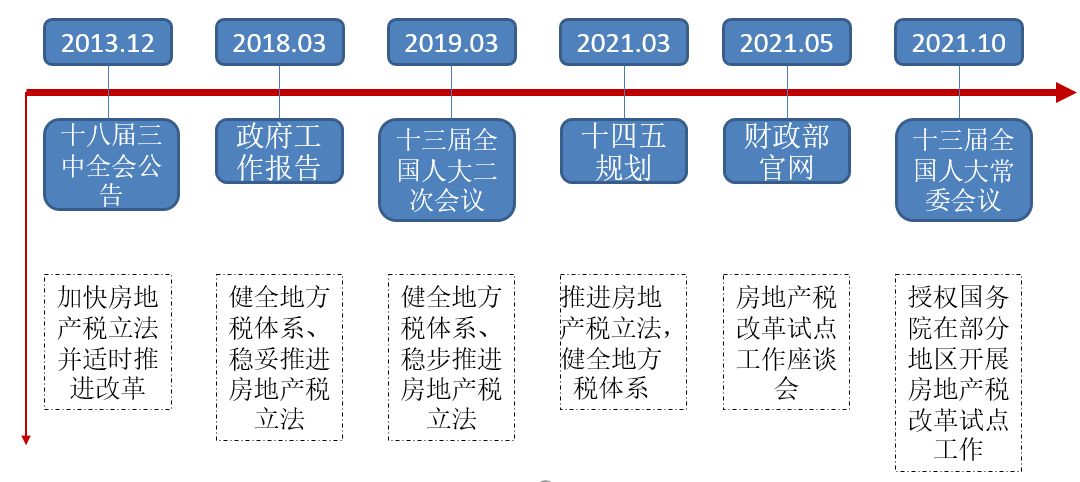 2013.12
2018.03
2019.03
2021.03
2021.05
2021.10
十八届三
中全会公
告
政府工
作报告
十三届全
国人大二
次会议
十四五
规划
财政部
官网
十三届全
国人大常
委会议
加快房地
产税立法
并适时推
进改革
健全地方
税体系、
稳妥推进
房地产税
立法
健全地方
税体系、
稳步推进
房地产税
立法
推进房地
产税立法，
健全地方
税体系
房地产税
改革试点
工作座谈
会
授权国务
院在部分
地区开展
房地产税
改革试点
工作